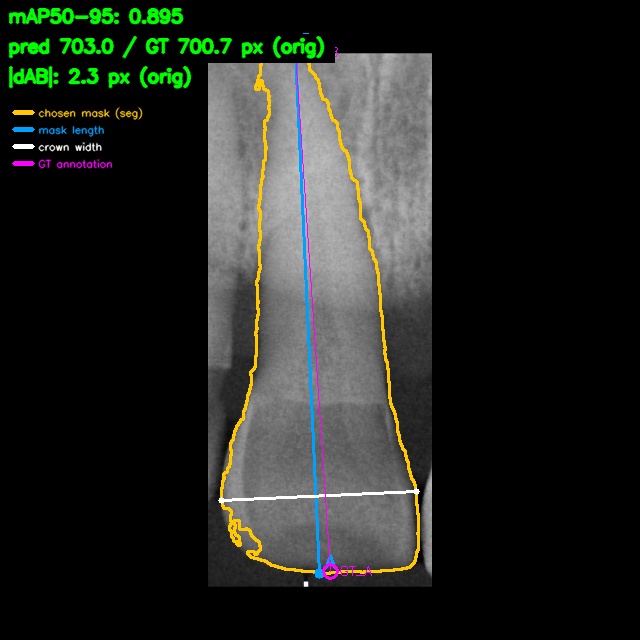 mAP50-95: 0.895
pred 703.0 / GT 700.7 px (orig)
|dAB|: 2.3 px (orig)
chosen mask (seg)
mask length
crown width
GT annotation
GT_A